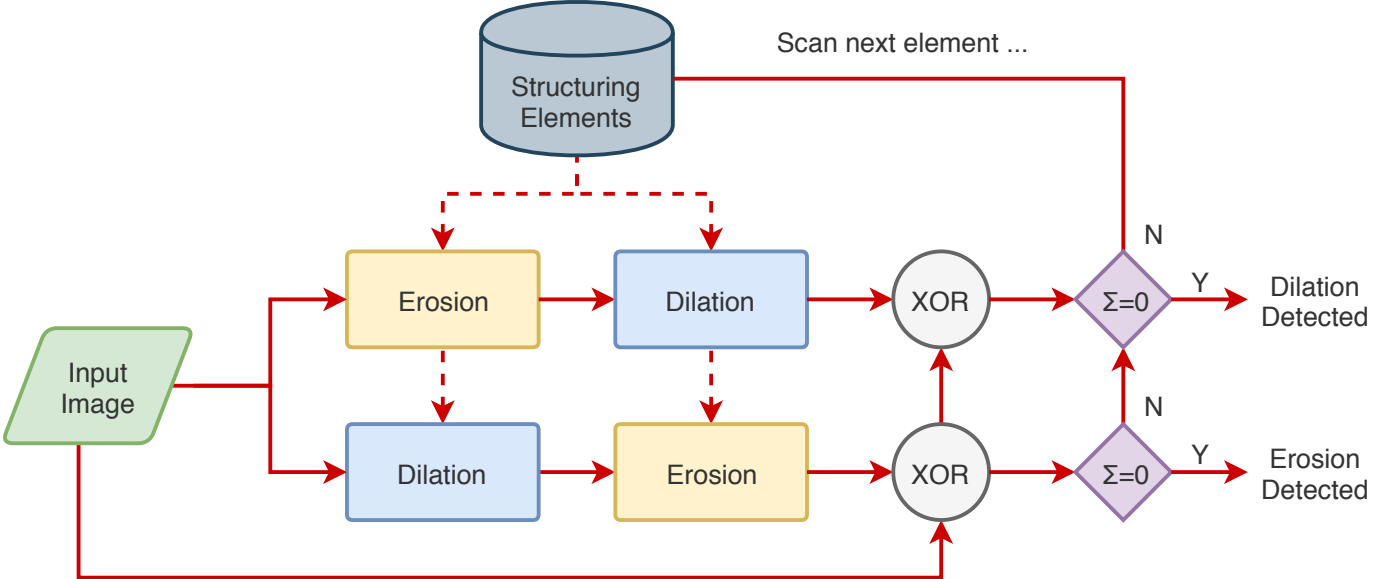 Scan next element ...
Structuring
Elements
N
Erosion
Dilation
XOR
Σ=0
Y
Dilation
Detected
Input
Image
N
Dilation
Erosion
XOR
Σ=0
Y
Erosion
Detected